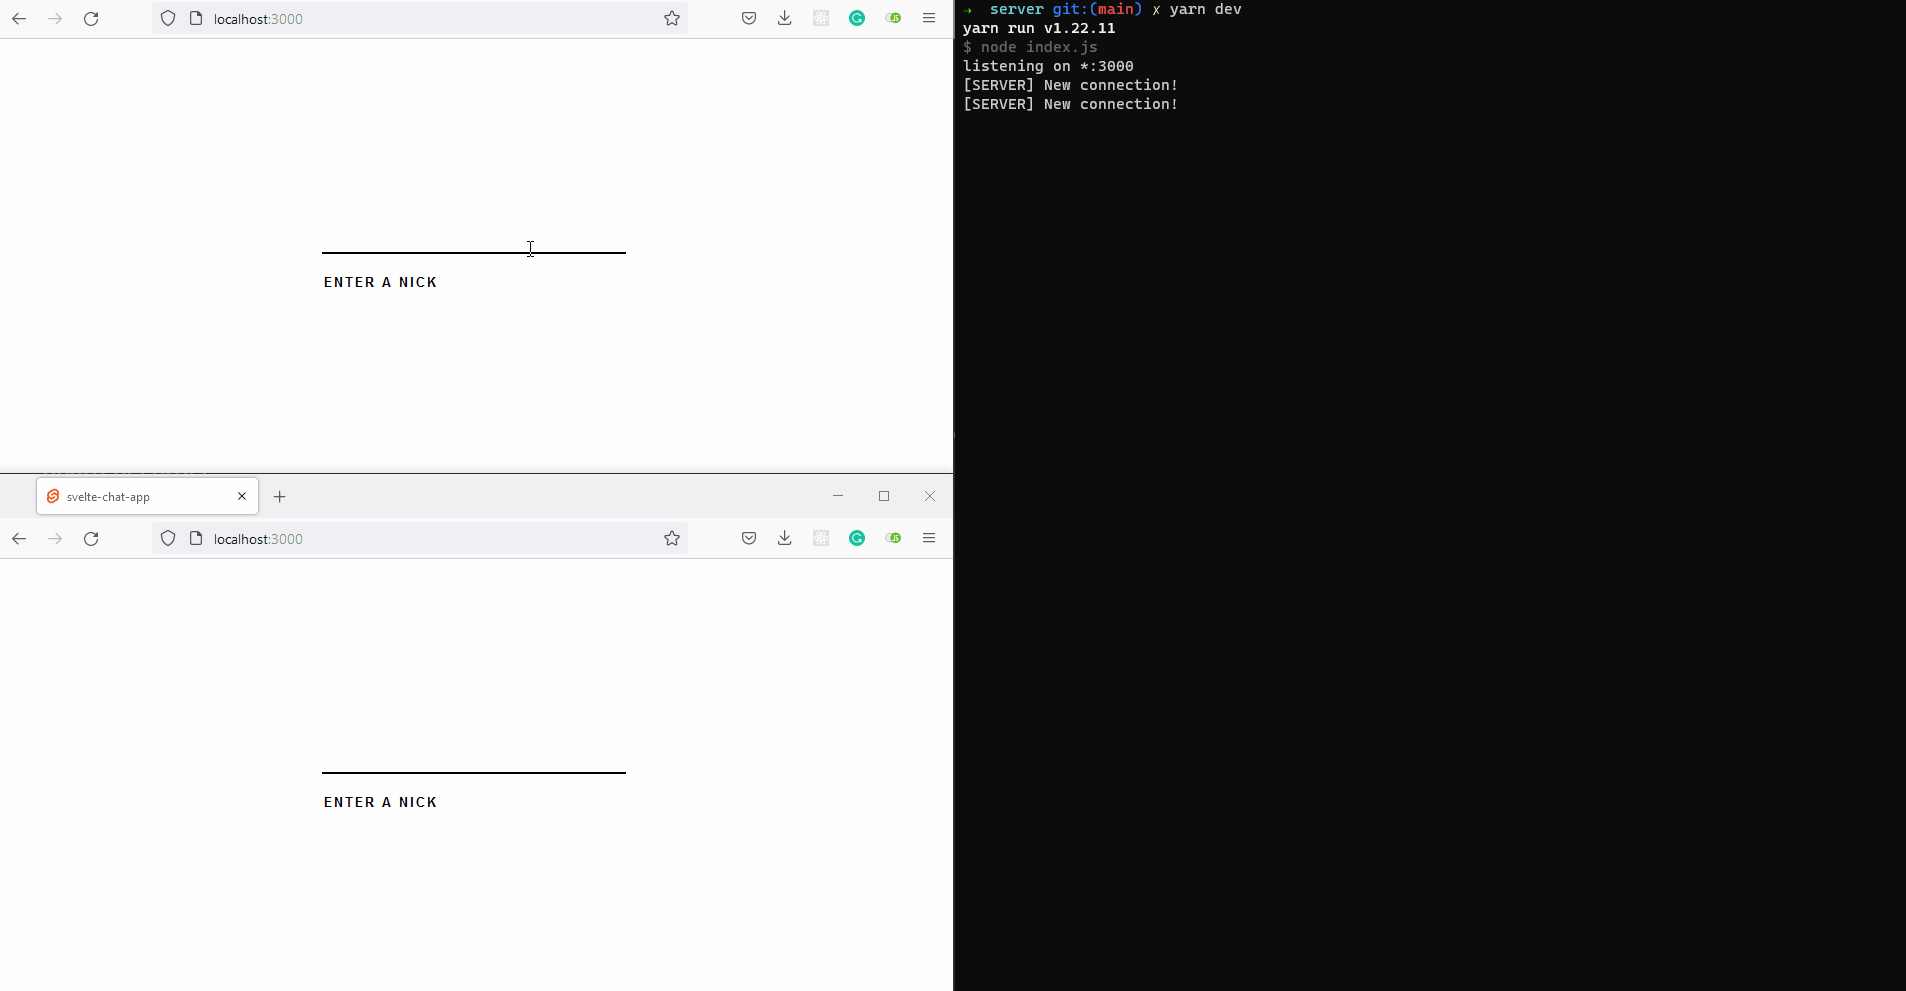 localhost:3000
ENTER A NICK
svelte-chat-app
localhost:3000
ENTER A NICK
→ server git:(main) ✗ yarn dev
yarn run v1.22.11
$ node index.js
listening on *:3000
[SERVER] New connection!
[SERVER] New connection!